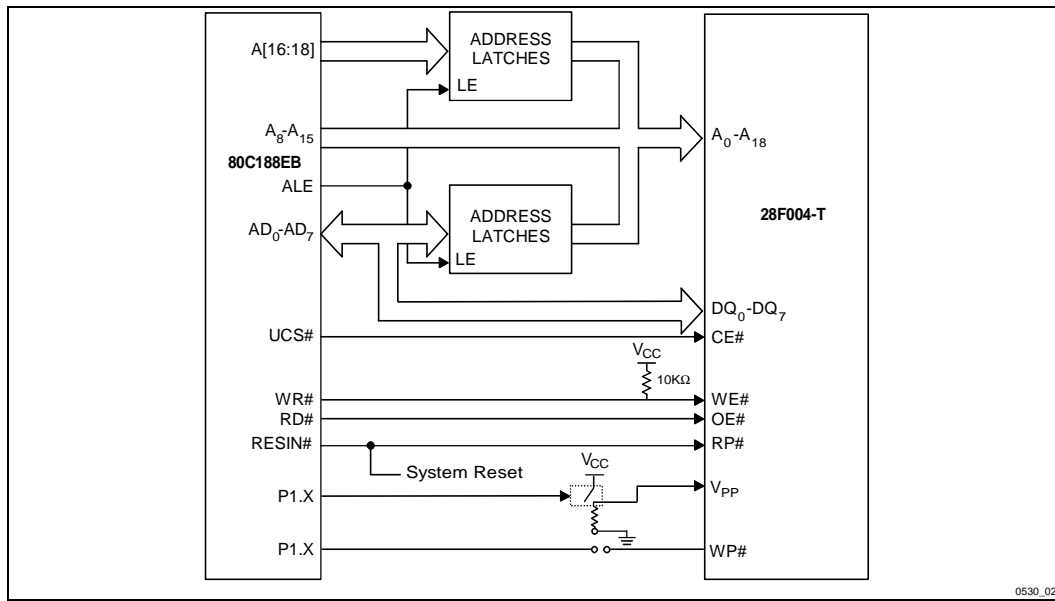 A[16:18]
ADDRESS
LATCHES
LE
A8-A15
80C188EB
ALE
AD0-AD7
ADDRESS
LATCHES
LE
A0-A18
28F004-T
DQ0-DQ7
UCS#
CE#
VCC
10KΩ
WR#
WE#
RD#
OE#
RESIN#
RP#
System Reset
VCC
P1.X
VPP
P1.X
WP#
0530_02